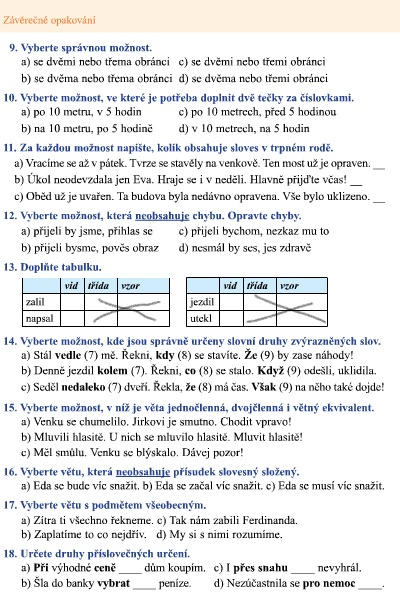 Závěrečné opakování
9. Vyberte správnou možnost.
a) se dvěmi nebo třema obránci c) se dvěmi nebo třemi obránci
b) se dvěma nebo třema obránci d) se dvěma nebo třemi obránci
10. Vyberte možnost, ve které je potřeba doplnit dvě tečky za číslovkami.
a) po 10 metru, v 5 hodin c) po 10 metrech, před 5 hodinou
b) na 10 metru, po 5 hodině d) v 10 metrech, na 5 hodin
11. Za každou možnost napište, kolik obsahuje sloves v trpném rodě.
a) Vracíme se až v pátek. Tvrze se stavěly na venkově. Ten most už je opraven. __
b) Úkol neodevzdala jen Eva. Hraje se i v neděli. Hlavně přijďte včas! __
c) Oběd už je uvařen. Ta budova byla nedávno opravena. Vše bylo uklizeno. __
12. Vyberte možnost, která neobsahuje chybu. Opravte chyby.
a) přijeli by jsme, přihlas se c) přijeli bychom, nezkaz mu to
b) přijeli bysme, pověs obraz d) nesmál by ses, jes zdravě
13. Doplňte tabulku.
vid třída vzor vid třída vzor
zalil jezdil
napsal utekl
14. Vyberte možnost, kde jsou správně určeny slovní druhy zvýrazněných slov.
a) Stál vedle (7) mě. Řekni, kdy (8) se stavíte. Že (9) by zase náhody!
b) Denně jezdil kolem (7). Řekni, co (8) se stalo. Když (9) odešli, uklidila.
c) Seděl nedaleko (7) dveří. Řekla, že (8) má čas. Však (9) na něho také dojde!
15. Vyberte možnost, v níž je věta jednočlenná, dvojčlenná i větný ekvivalent.
a) Venku se chumelilo. Jirkovi je smutno. Chodit vpravo!
b) Mluvili hlasitě. U nich se mluvilo hlasitě. Mluvit hlasitě!
c) Měl smůlu. Venku se blýskalo. Dávej pozor!
16. Vyberte větu, která neobsahuje přísudek slovesný složený.
a) Eda se bude víc snažit. b) Eda se začal víc snažit. c) Eda se musí víc snažit.
17. Vyberte větu s podmětem všeobecným.
a) Zítra ti všechno řekneme. c) Tak nám zabili Ferdinanda.
b) Zaplatíme to co nejdřív. d) My si s nimi rozumíme.
18. Určete druhy příslovečných určení.
a) Při výhodné ceně ____ dům koupím. c) I přes snahu ____ nevyhrál.
b) Šla do banky vybrat ____ peníze. d) Nezúčastnila se pro nemoc ____.